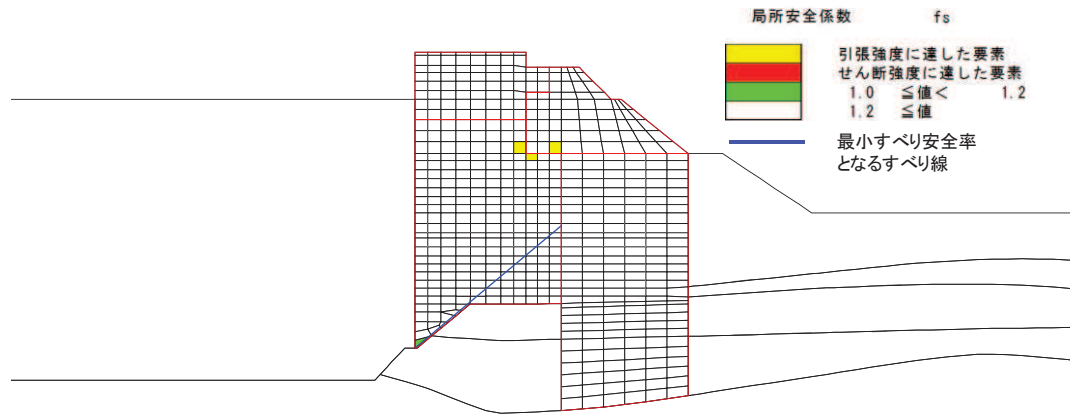 局所安全係数 fs
引張強度に達した要素
せん断強度に達した要素
1.0 ≦値< 1.2
1.2 ≦値
最小すべり安全率
となるすべり線